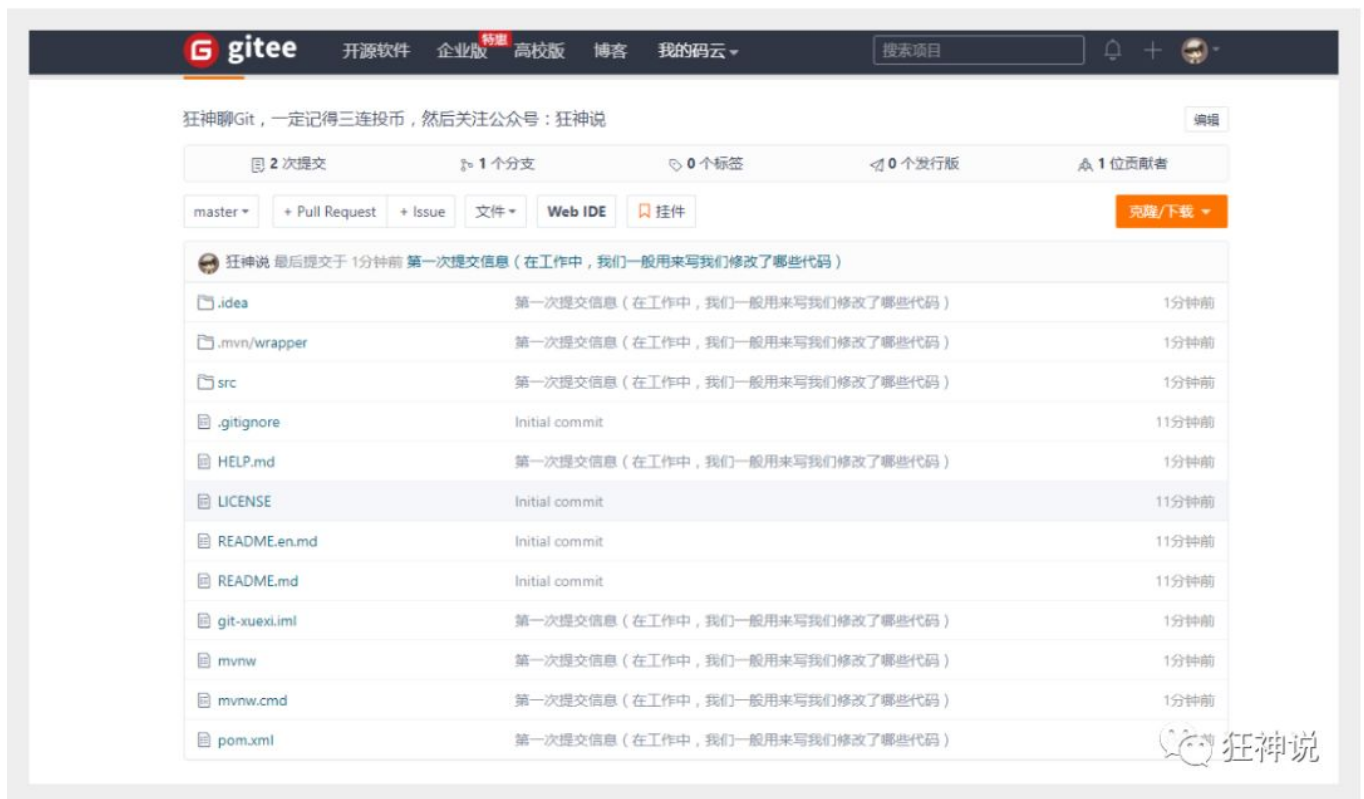 gitee 开源软件 企业版 特惠 高校版 博客 我的码云 搜索项目
狂神聊Git，一定记得三连投币，然后关注公众号：狂神说 编辑
2 次提交 1 个分支 0 个标签 0 个发行版 1 位贡献者
master + Pull Request + Issue 文件 Web IDE 挂件 克隆/下载
狂神说 最后提交于 1分钟前 第一次提交信息（在工作中，我们一般用来写我们修改了哪些代码）
.idea 第一次提交信息（在工作中，我们一般用来写我们修改了哪些代码） 1分钟前
.mvn/wrapper 第一次提交信息（在工作中，我们一般用来写我们修改了哪些代码） 1分钟前
src 第一次提交信息（在工作中，我们一般用来写我们修改了哪些代码） 1分钟前
.gitignore Initial commit 11分钟前
HELP.md 第一次提交信息（在工作中，我们一般用来写我们修改了哪些代码） 1分钟前
LICENSE Initial commit 11分钟前
README.en.md Initial commit 11分钟前
README.md Initial commit 11分钟前
git-xuexi.iml 第一次提交信息（在工作中，我们一般用来写我们修改了哪些代码） 1分钟前
mvnw 第一次提交信息（在工作中，我们一般用来写我们修改了哪些代码） 1分钟前
mvnw.cmd 第一次提交信息（在工作中，我们一般用来写我们修改了哪些代码） 1分钟前
pom.xml 第一次提交信息（在工作中，我们一般用来写我们修改了哪些代码）
狂神说